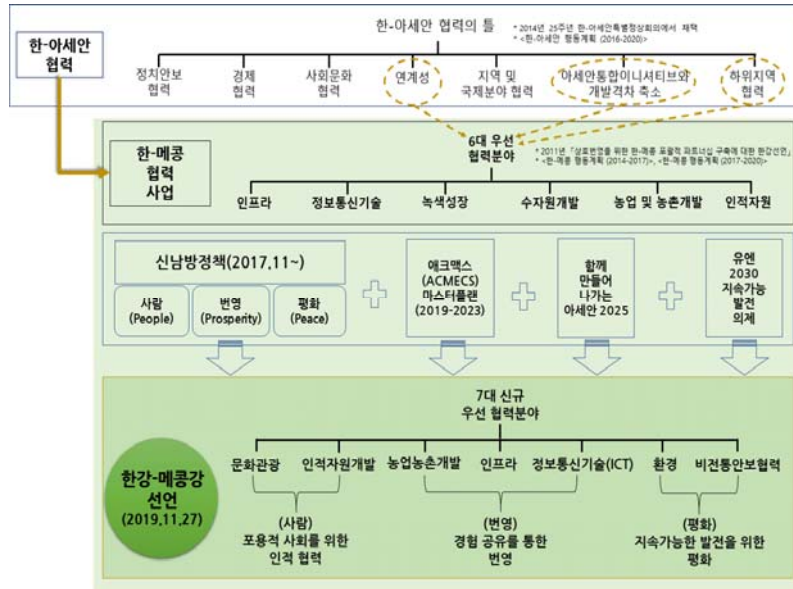 한-아세안
협력
한-아세안 협력의 틀
* 2014년 25주년 한-아세안특별정상회의에서 채택
* <한-아세안 행동계획 (2016-2020)>
정치안보
협력
경제
협력
사회문화
협력
연계성
지역 및
국제분야 협력
아세안통합이니셔티브와
개발격차 축소
하위지역
협력
한-메콩
협력
사업
6대 우선
협력분야
* 2011년 「상호번영을 위한 한-메콩 포괄적 파트너십 구축에 대한 한강선언」
* <한-메콩 행동계획 (2014-2017)>, <한-메콩 행동계획 (2017-2020)>
인프라
정보통신기술
녹색성장
수자원개발
농업 및 농촌개발
인적자원
신남방정책(2017.11~)
사람
(People)
번영
(Prosperity)
평화
(Peace)
애크맥스
(ACMECS)
마스터플랜
(2019-2023)
함께
만들어
나가는
아세안 2025
유엔
2030
지속가능
발전
의제
한강-메콩강
선언
(2019.11.27)
7대 신규
우선 협력분야
문화관광
인적자원개발
농업농촌개발
인프라
정보통신기술(ICT)
환경
비전통안보협력
(사람)
포용적 사회를 위한
인적 협력
(번영)
경험 공유를 통한
번영
(평화)
지속가능한 발전을 위한
평화